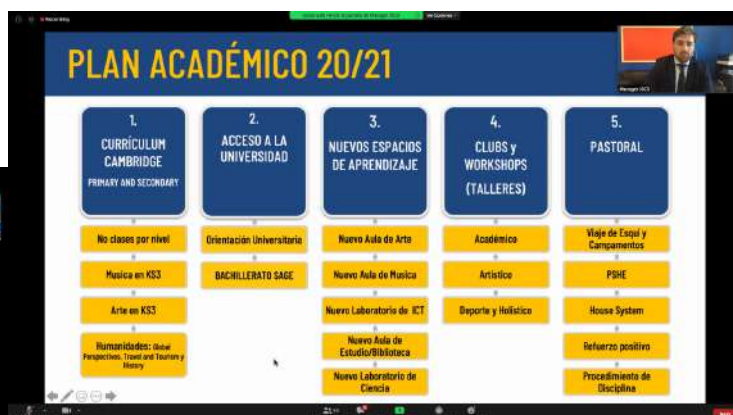 Recording
PLAN ACADÉMICO 20/21
Manager ISCS
1.
CURRÍCULUM
CAMBRIDGE
PRIMARY AND SECONDARY
No clases por nivel
Musica en KS3
Arte en KS3
Humanidades: Global
Perspectives, Travel and Tourism y
History
2.
ACCESO A LA
UNIVERSIDAD
Orientación Universitaria
BACHILLERATO SAGE
3.
NUEVOS ESPACIOS
DE APRENDIZAJE
Nuevo Aula de Arte
Nuevo Aula de Musica
Nuevo Laboratorio de ICT
Nuevo Aula de
Estudio/Biblioteca
Nuevo Laboratorio de
Ciencia
4.
CLUBS y
WORKSHOPS
(TALLERES)
Académico
Artístico
Deporte y Holístico
5.
PASTORAL
Viaje de Esquí y
Campamentos
PSHE
House System
Refuerzo positivo
Procedimiento de
Disciplina